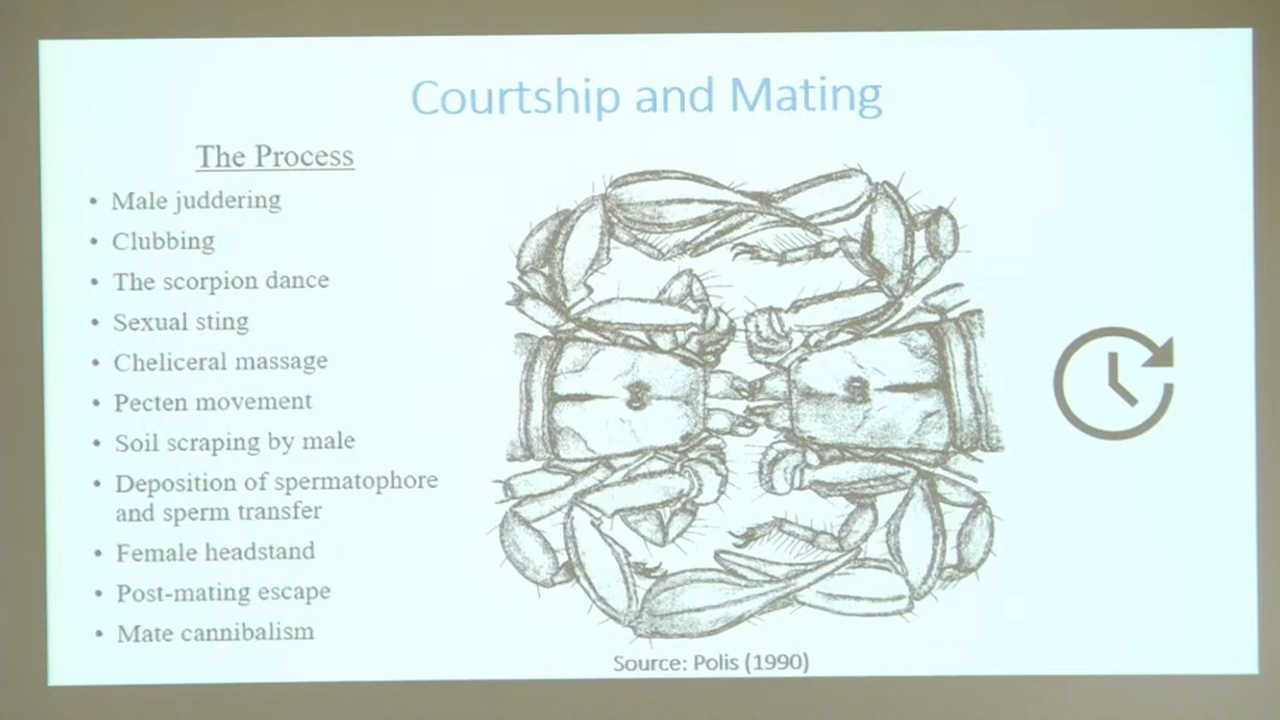 Courtship and Mating
The Process
• Male juddering
• Clubbing
• The scorpion dance
• Sexual sting
• Cheliceral massage
• Pecten movement
• Soil scraping by male
• Deposition of spermatophore
and sperm transfer
• Female headstand
• Post-mating escape
• Mate cannibalism
Source: Polis (1990)